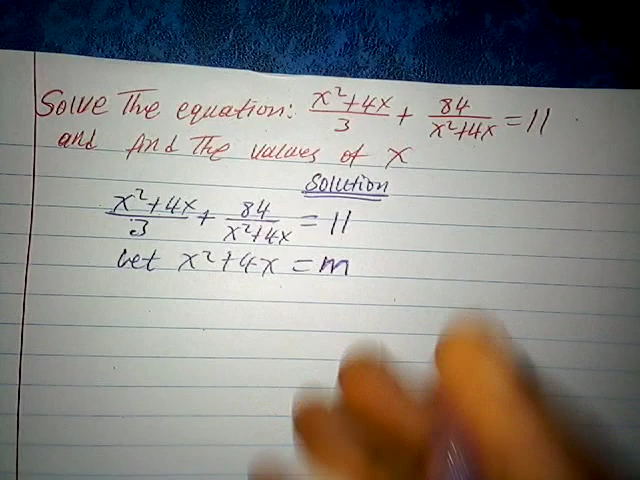 Solve The equation: x²+4x/3 + 84/x²+4x = 11
and find The values of x
Solution
x²+4x/3 + 84/x²+4x = 11
Let x²+4x = m